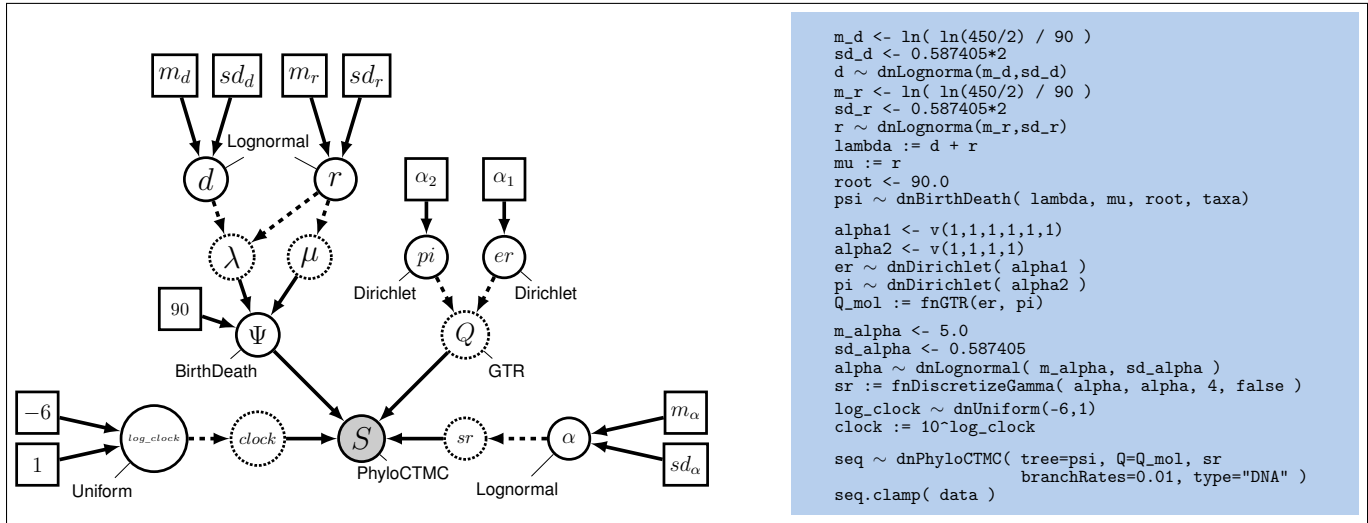 m_d sd_d m_r sd_r
Lognormal
d r
α_2 α_1
λ μ
pi er
Dirichlet Dirichlet
90
Ψ Q
BirthDeath GTR
−6
1
log_clock clock S sr α
m_α
sd_α
Uniform PhyloCTMC Lognormal
m_d <- ln( ln(450/2) / 90 )
sd_d <- 0.587405*2
d ∼ dnLognorma(m_d,sd_d)
m_r <- ln( ln(450/2) / 90 )
sd_r <- 0.587405*2
r ∼ dnLognorma(m_r,sd_r)
lambda := d + r
mu := r
root <- 90.0
psi ∼ dnBirthDeath( lambda, mu, root, taxa)
alpha1 <- v(1,1,1,1,1,1)
alpha2 <- v(1,1,1,1)
er ∼ dnDirichlet( alpha1 )
pi ∼ dnDirichlet( alpha2 )
Q_mol := fnGTR(er, pi)
m_alpha <- 5.0
sd_alpha <- 0.587405
alpha ∼ dnLognormal( m_alpha, sd_alpha )
sr := fnDiscretizeGamma( alpha, alpha, 4, false )
log_clock ∼ dnUniform(-6,1)
clock := 10^log_clock
seq ∼ dnPhyloCTMC( tree=psi, Q=Q_mol, sr
branchRates=0.01, type="DNA" )
seq.clamp( data )